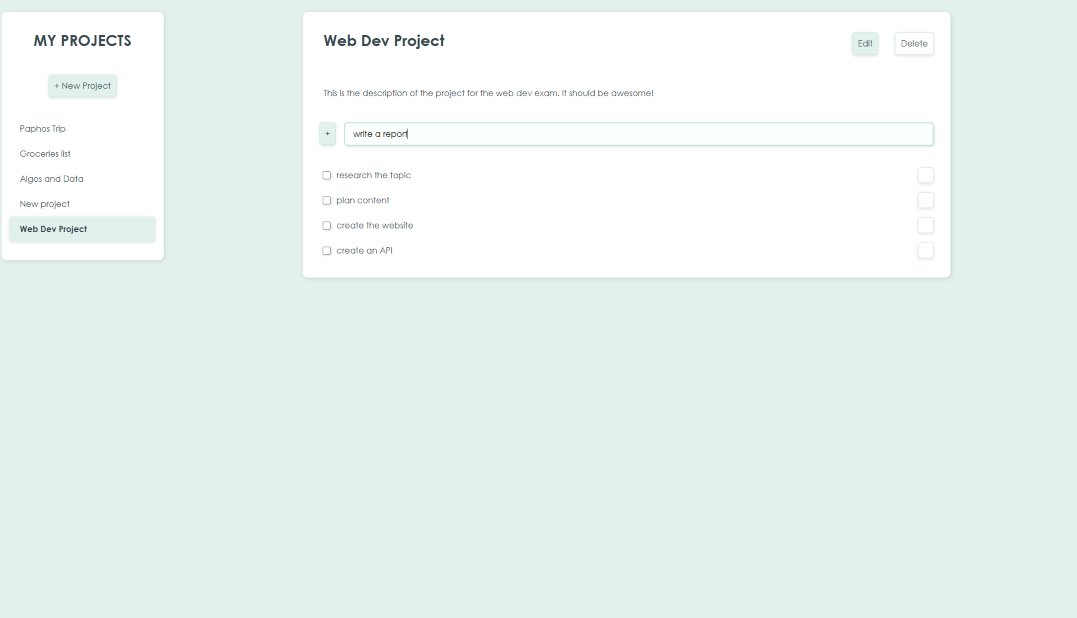 MY PROJECTS
+ New Project
Paphos Trip
Groceries list
Algos and Data
New project
Web Dev Project
Web Dev Project
Edit
Delete
This is the description of the project for the web dev exam. It should be awesome!
+
write a report
research the topic
plan content
create the website
create an API